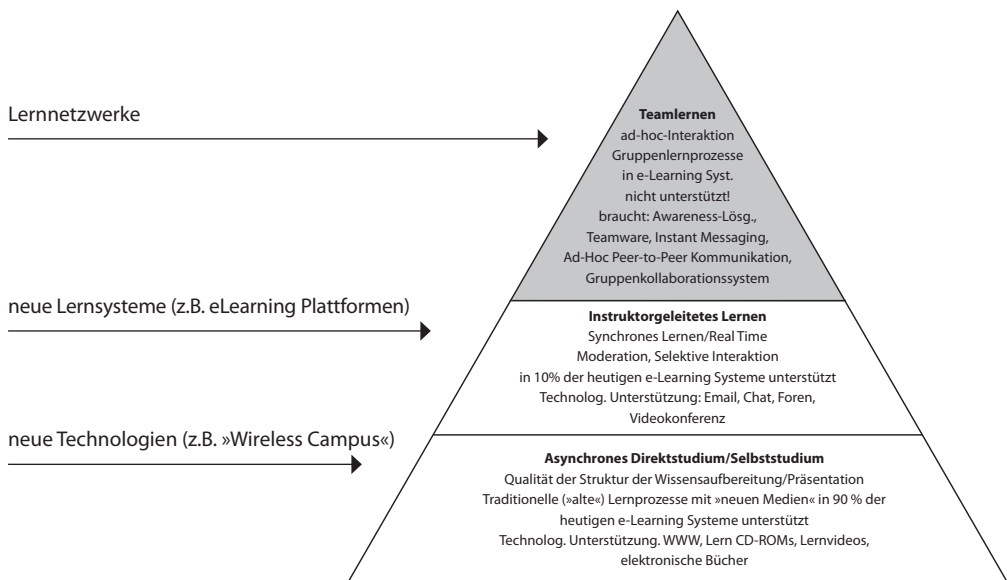 Lernnetzwerke
Teamlernen
ad-hoc-Interaktion
Gruppenlernprozesse
in e-Learning Syst.
nicht unterstützt!
braucht: Awareness-Lösg.,
Teamware, Instant Messaging,
Ad-Hoc Peer-to-Peer Kommunikation,
Gruppenkollaborationssystem
neue Lernsysteme (z.B. eLearning Plattformen)
Instruktorgeleitetes Lernen
Synchrones Lernen/Real Time
Moderation, Selektive Interaktion
in 10% der heutigen e-Learning Systeme unterstützt
Technolog. Unterstützung: Email, Chat, Foren,
Videokonferenz
neue Technologien (z.B. »Wireless Campus«)
Asynchrones Direktstudium/Selbststudium
Qualität der Struktur der Wissensaufbereitung/Präsentation
Traditionelle (»alte«) Lernprozesse mit »neuen Medien« in 90 % der
heutigen e-Learning Systeme unterstützt
Technolog. Unterstützung. WWW, Lern CD-ROMs, Lernvideos,
elektronische Bücher